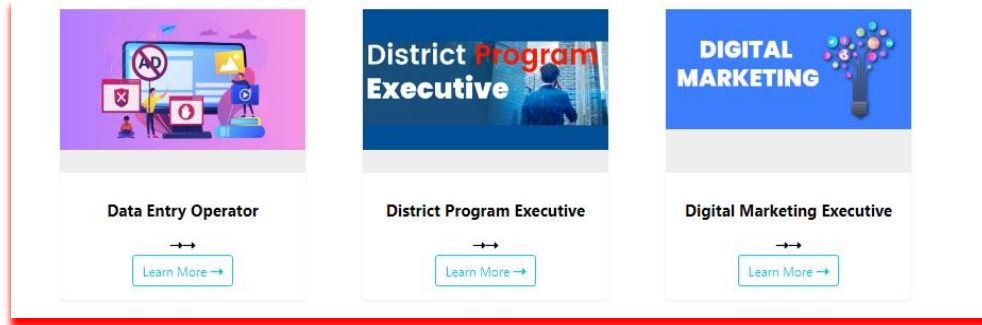 AD
District Program
Executive
DIGITAL
MARKETING
Data Entry Operator
District Program Executive
Digital Marketing Executive
→→
→→
→→
Learn More →
Learn More →
Learn More →